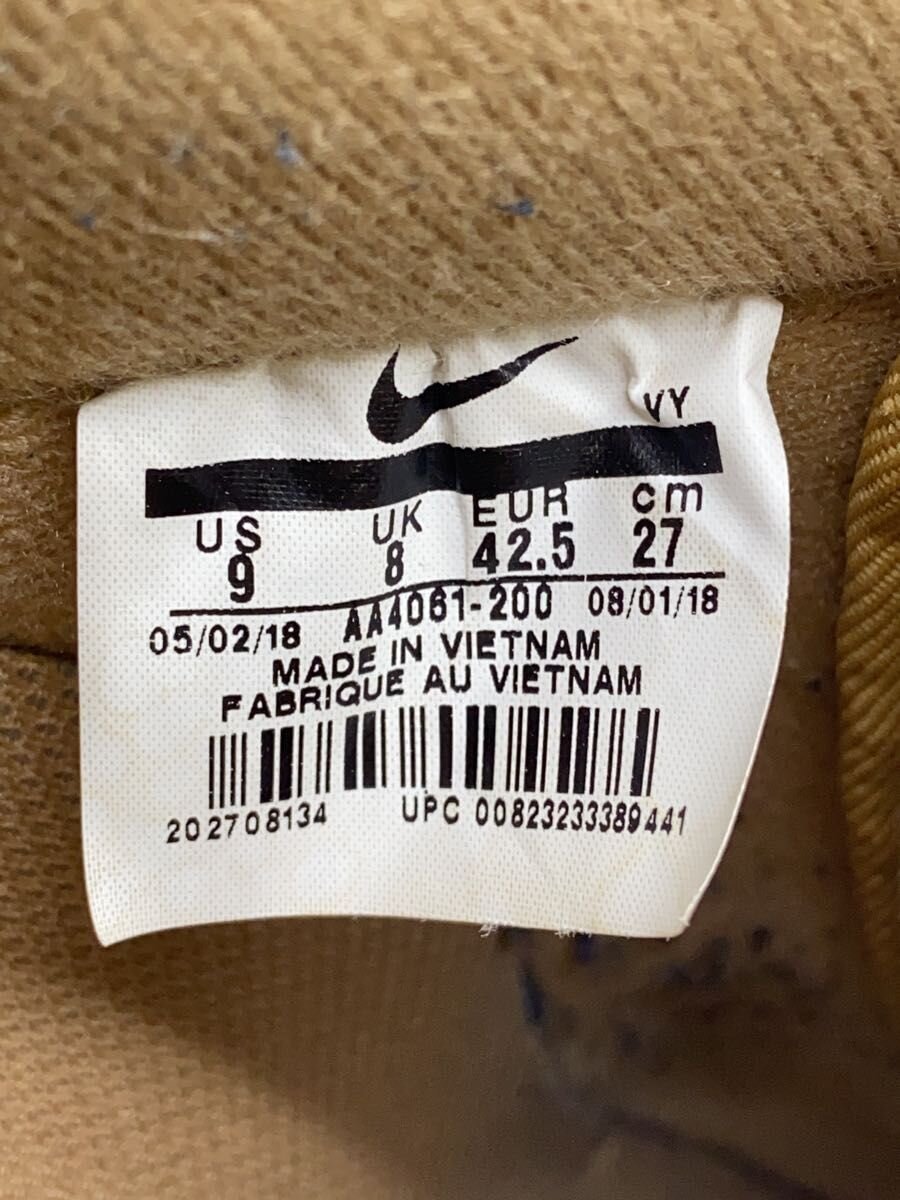 VY
US UK EUR cm
9 8 42.5 27
05/02/18 AA4061-200 08/01/18
MADE IN VIETNAM
FABRIQUE AU VIETNAM
202708134 UPC 00823233389441